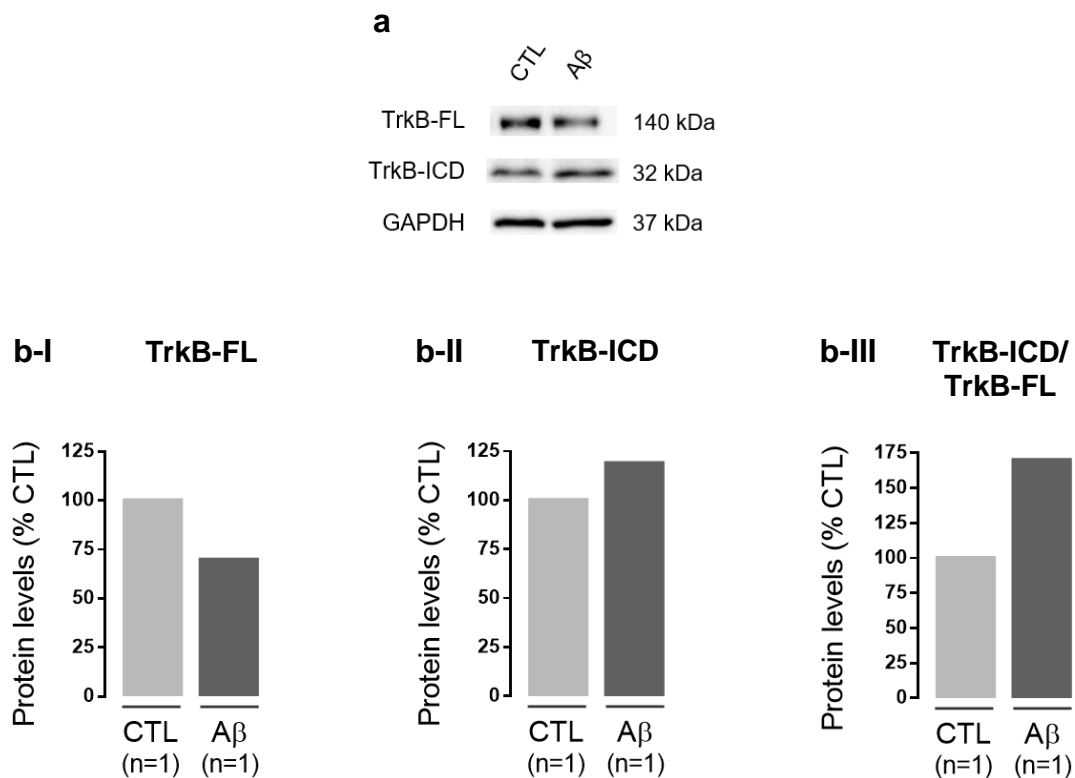 a
CTL Aβ
TrkB-FL 140 kDa
TrkB-ICD 32 kDa
GAPDH 37 kDa
b-I TrkB-FL
Protein levels (% CTL)
125
100
75
50
25
0
CTL Aβ
(n=1) (n=1)
b-II TrkB-ICD
Protein levels (% CTL)
125
100
75
50
25
0
CTL Aβ
(n=1) (n=1)
b-III TrkB-ICD/
TrkB-FL
Protein levels (% CTL)
175
150
125
100
75
50
25
0
CTL Aβ
(n=1) (n=1)